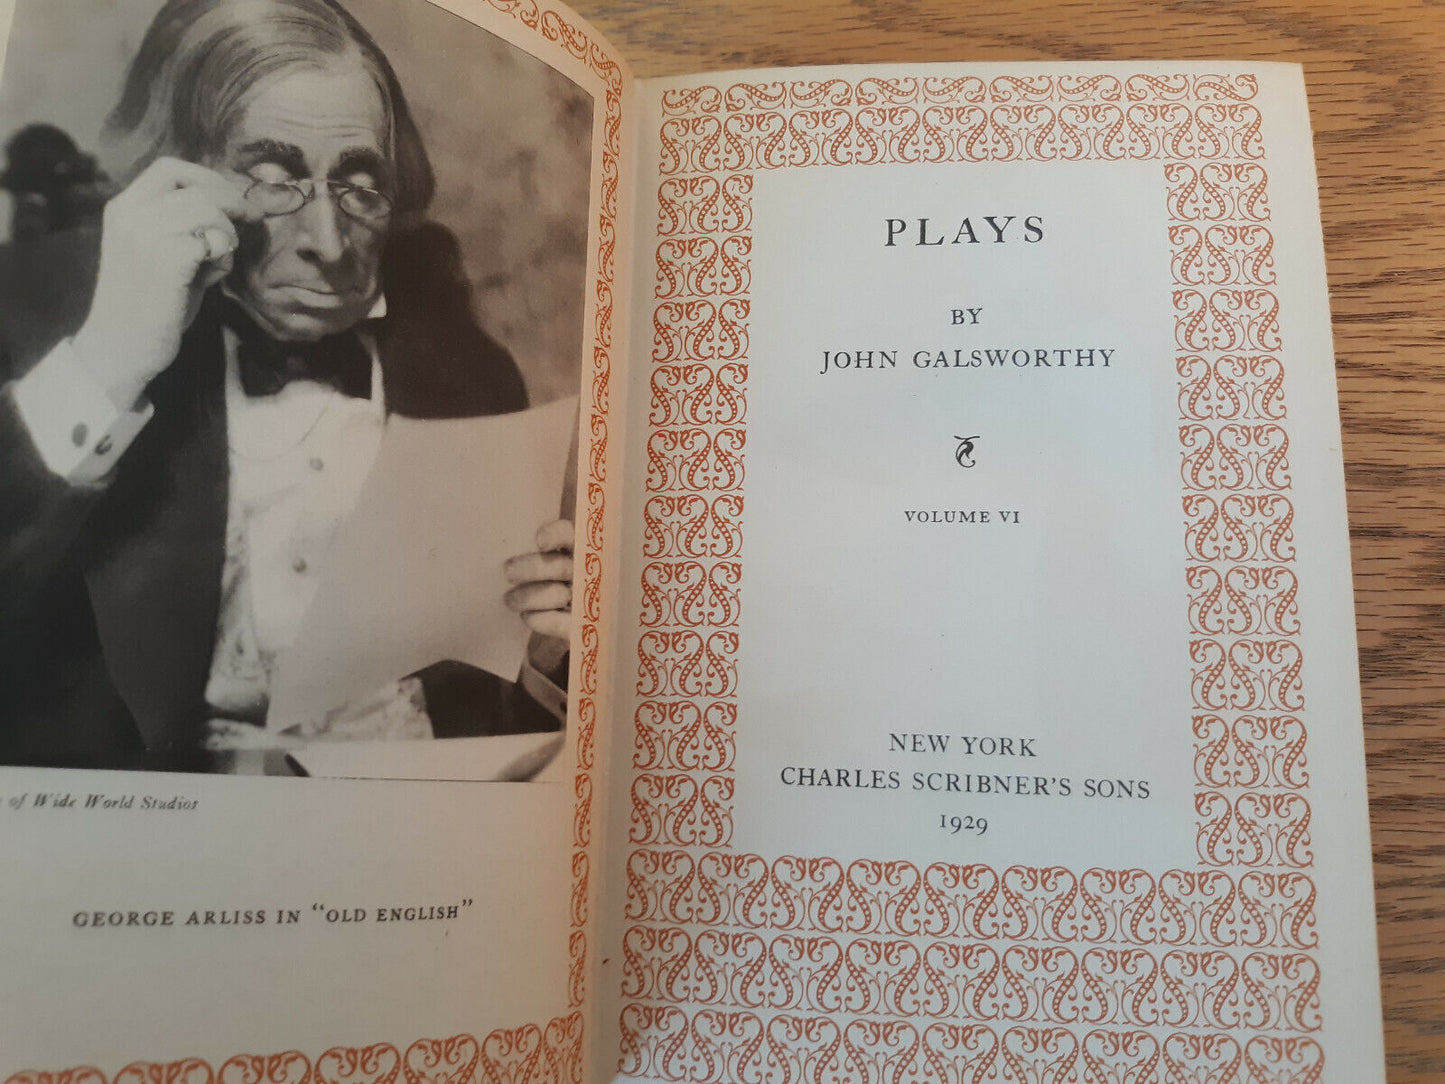 of Wide World Studios
GEORGE ARLISS IN "OLD ENGLISH"
PLAYS
BY
JOHN GALSWORTHY
VOLUME VI
NEW YORK
CHARLES SCRIBNER'S SONS
1929